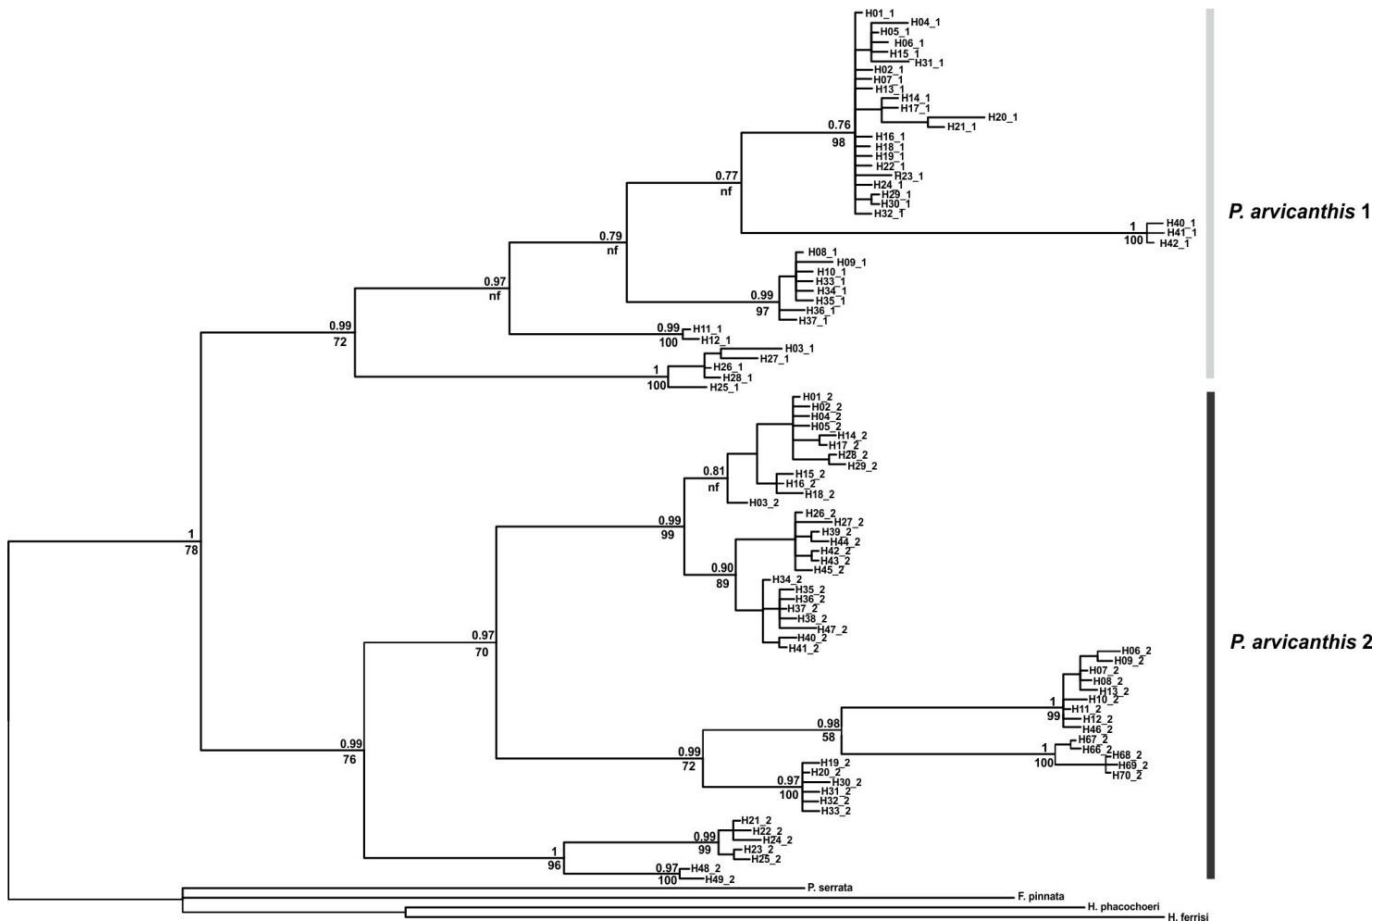 H01_1
H04_1
H05_1
H06_1
H15_1
H31_1
H02_1
H07_1
H13_1
H14_1
H17_1
H20_1
H21_1
0.76
98
H16_1
H18_1
H19_1
H22_1
H23_1
H24_1
H29_1
H30_1
H32_1
0.77
nf
P. arvicanthis 1
1
100
H40_1
H41_1
H42_1
0.79
nf
H08_1
H09_1
H10_1
H33_1
H34_1
H35_1
H36_1
H37_1
0.99
97
0.97
nf
0.99
72
0.99
100
H11_1
H12_1
H03_1
H27_1
H26_1
H28_1
H25_1
1
100
H01_2
H02_2
H04_2
H05_2
H14_2
H17_2
H28_2
H29_2
H15_2
H16_2
H18_2
H03_2
0.81
nf
0.99
99
H26_2
H27_2
H39_2
H44_2
H42_2
H43_2
H45_2
0.90
89
H34_2
H35_2
H36_2
H37_2
H38_2
H47_2
H40_2
H41_2
1
78
0.97
70
P. arvicanthis 2
H06_2
H09_2
H07_2
H08_2
H13_2
H10_2
H11_2
H12_2
H46_2
1
99
0.98
58
H67_2
H66_2
H68_2
H69_2
H70_2
1
100
0.99
76
0.99
72
H19_2
H20_2
H30_2
H31_2
H32_2
H33_2
0.97
100
H21_2
H22_2
H24_2
H23_2
H25_2
0.99
99
1
96
0.97
100
H48_2
H49_2
P. serrata
F. pinnata
H. phacochoeri
H. ferrisi